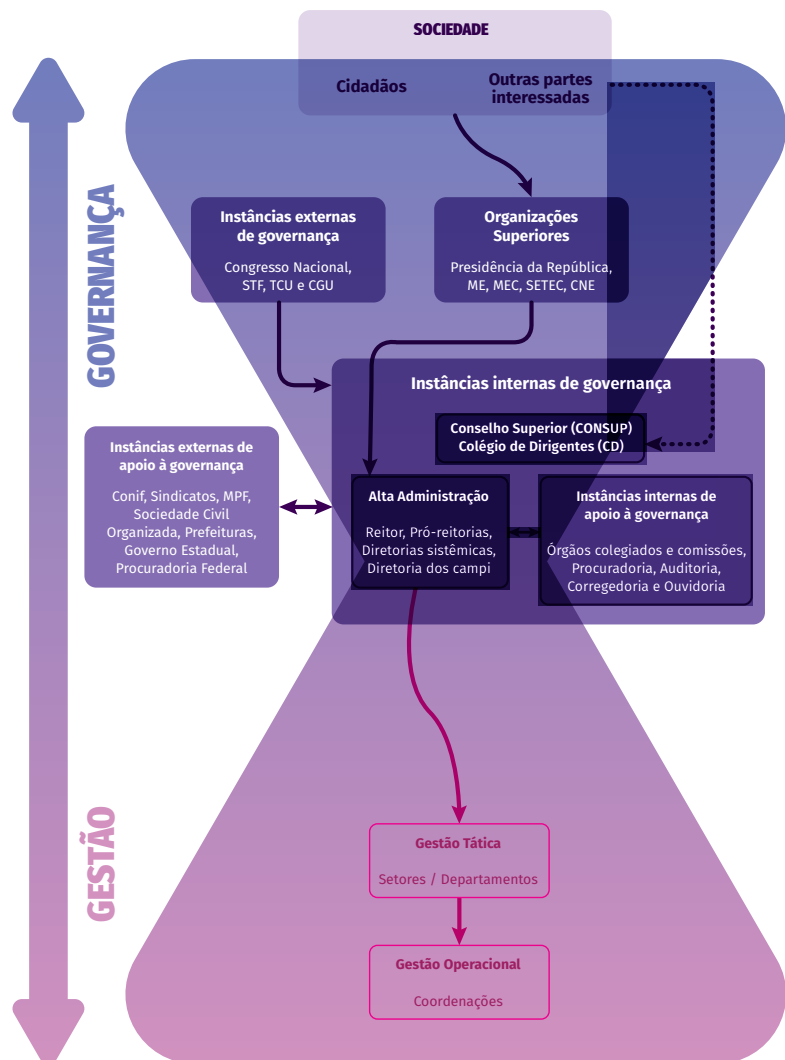 SOCIEDADE
Cidadãos
Outras partes
interessadas
GOVERNANÇA
Instâncias externas
de governança
Congresso Nacional,
STF, TCU e CGU
Organizações
Superiores
Presidência da República,
ME, MEC, SETEC, CNE
Instâncias internas de governança
Conselho Superior (CONSUP)
Colégio de Dirigentes (CD)
Instâncias externas de
apoio à governança
Conif, Sindicatos, MPF,
Sociedade Civil
Organizada, Prefeituras,
Governo Estadual,
Procuradoria Federal
Alta Administração
Reitor, Pró-reitorias,
Diretorias sistêmicas,
Diretoria dos campi
Instâncias internas de
apoio à governança
Órgãos colegiados e comissões,
Procuradoria, Auditoria,
Corregedoria e Ouvidoria
GESTÃO
Gestão Tática
Setores / Departamentos
Gestão Operacional
Coordenações